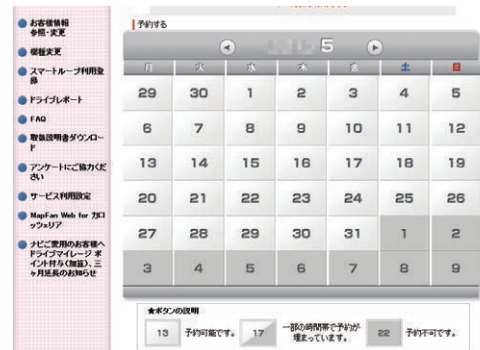 お客様情報
参照・変更
機種変更
スマートループ利用登
録
ドライブレポート
FAQ
取扱説明書ダウンロー
ド
アンケートにご協力くだ
さい
サービス利用設定
MapFan Web for カロ
ッツェリア
ナビご愛用のお客様へ
ドライブマイレージ ポ
イント付与(加算)、三
ヶ月延長のお知らせ
予約する
5
月 火 水 木 金 土 日
29 30 1 2 3 4 5
6 7 8 9 10 11 12
13 14 15 16 17 18 19
20 21 22 23 24 25 26
27 28 29 30 31 1 2
3 4 5 6 7 8 9
★ボタンの説明
13 予約可能です。 17 一部の時間帯で予約が
埋まっています。 22 予約不可です。